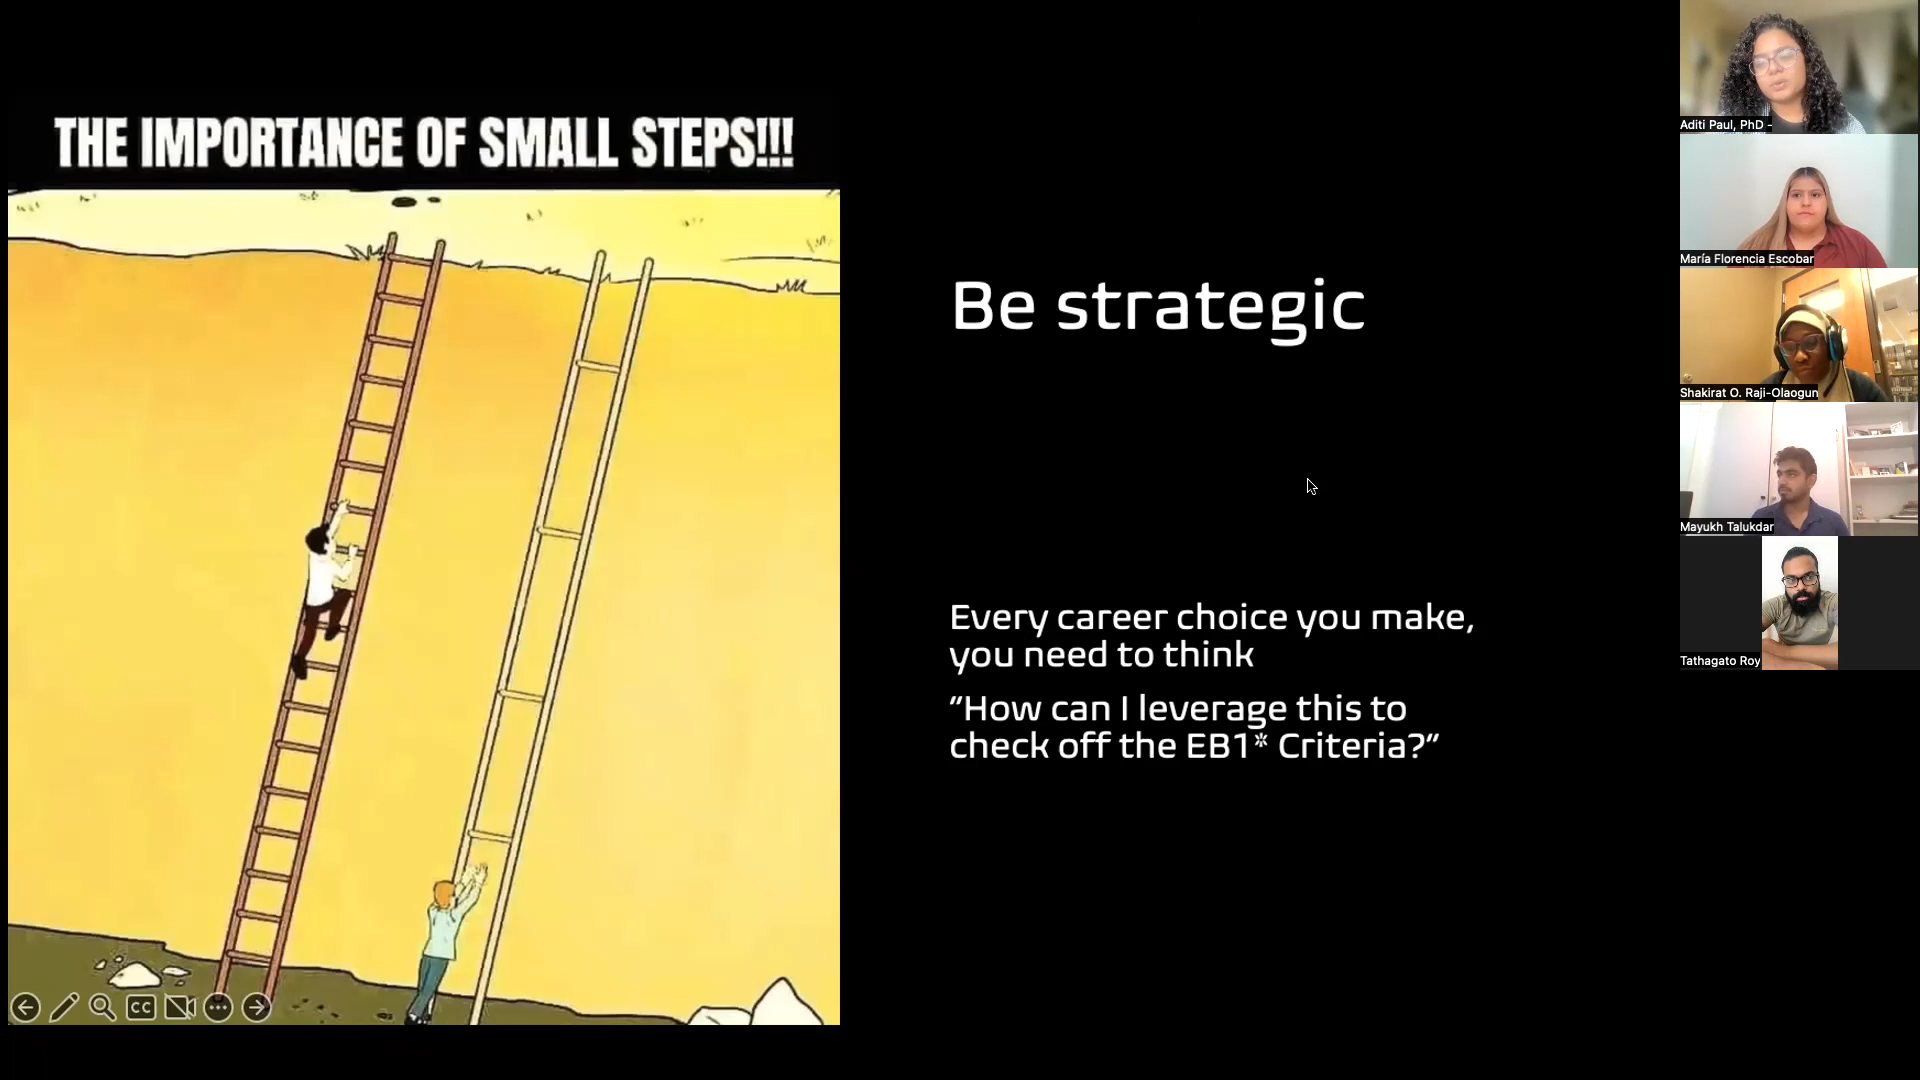 THE IMPORTANCE OF SMALL STEPS!!!
Be strategic
Every career choice you make,
you need to think
"How can I leverage this to
check off the EB1* Criteria?"
CC
Aditi Paul, PhD -
María Florencia Escobar
Shakirat O. Raji-Olaogun
Mayukh Talukdar
Tathagato Roy